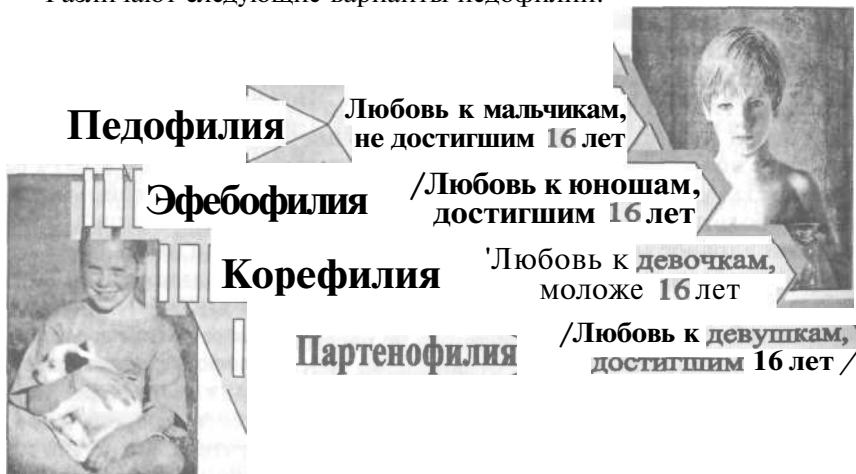 Различают следующие варианты педофилии:
Педофилия
Любовь к мальчикам,
не достигшим 16 лет
Эфебофилия
/Любовь к юношам,
достигшим 16 лет
Корефилия
'Любовь к девочкам,
моложе 16 лет
Партенофилия
/Любовь к девушкам,
достигшим 16 лет /